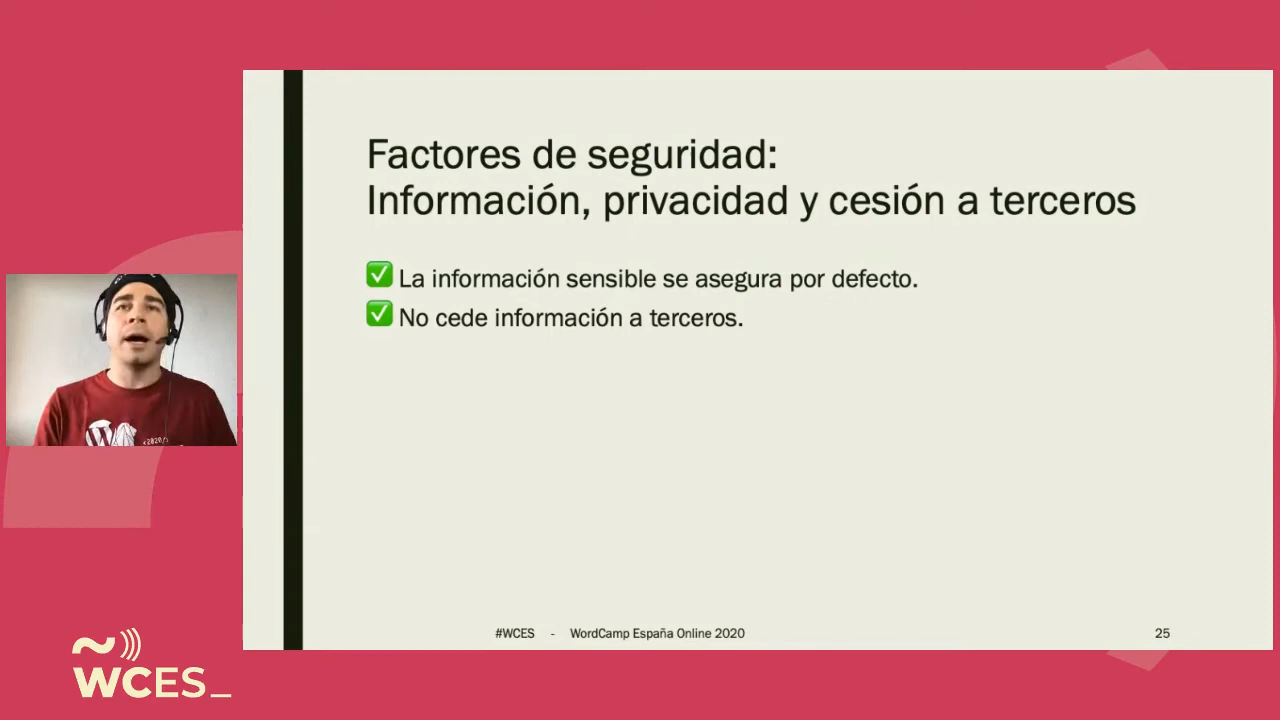 Factores de seguridad:
Información, privacidad y cesión a terceros
✅ La información sensible se asegura por defecto.
✅ No cede información a terceros.
#WCES - WordCamp España Online 2020
25
WCES_